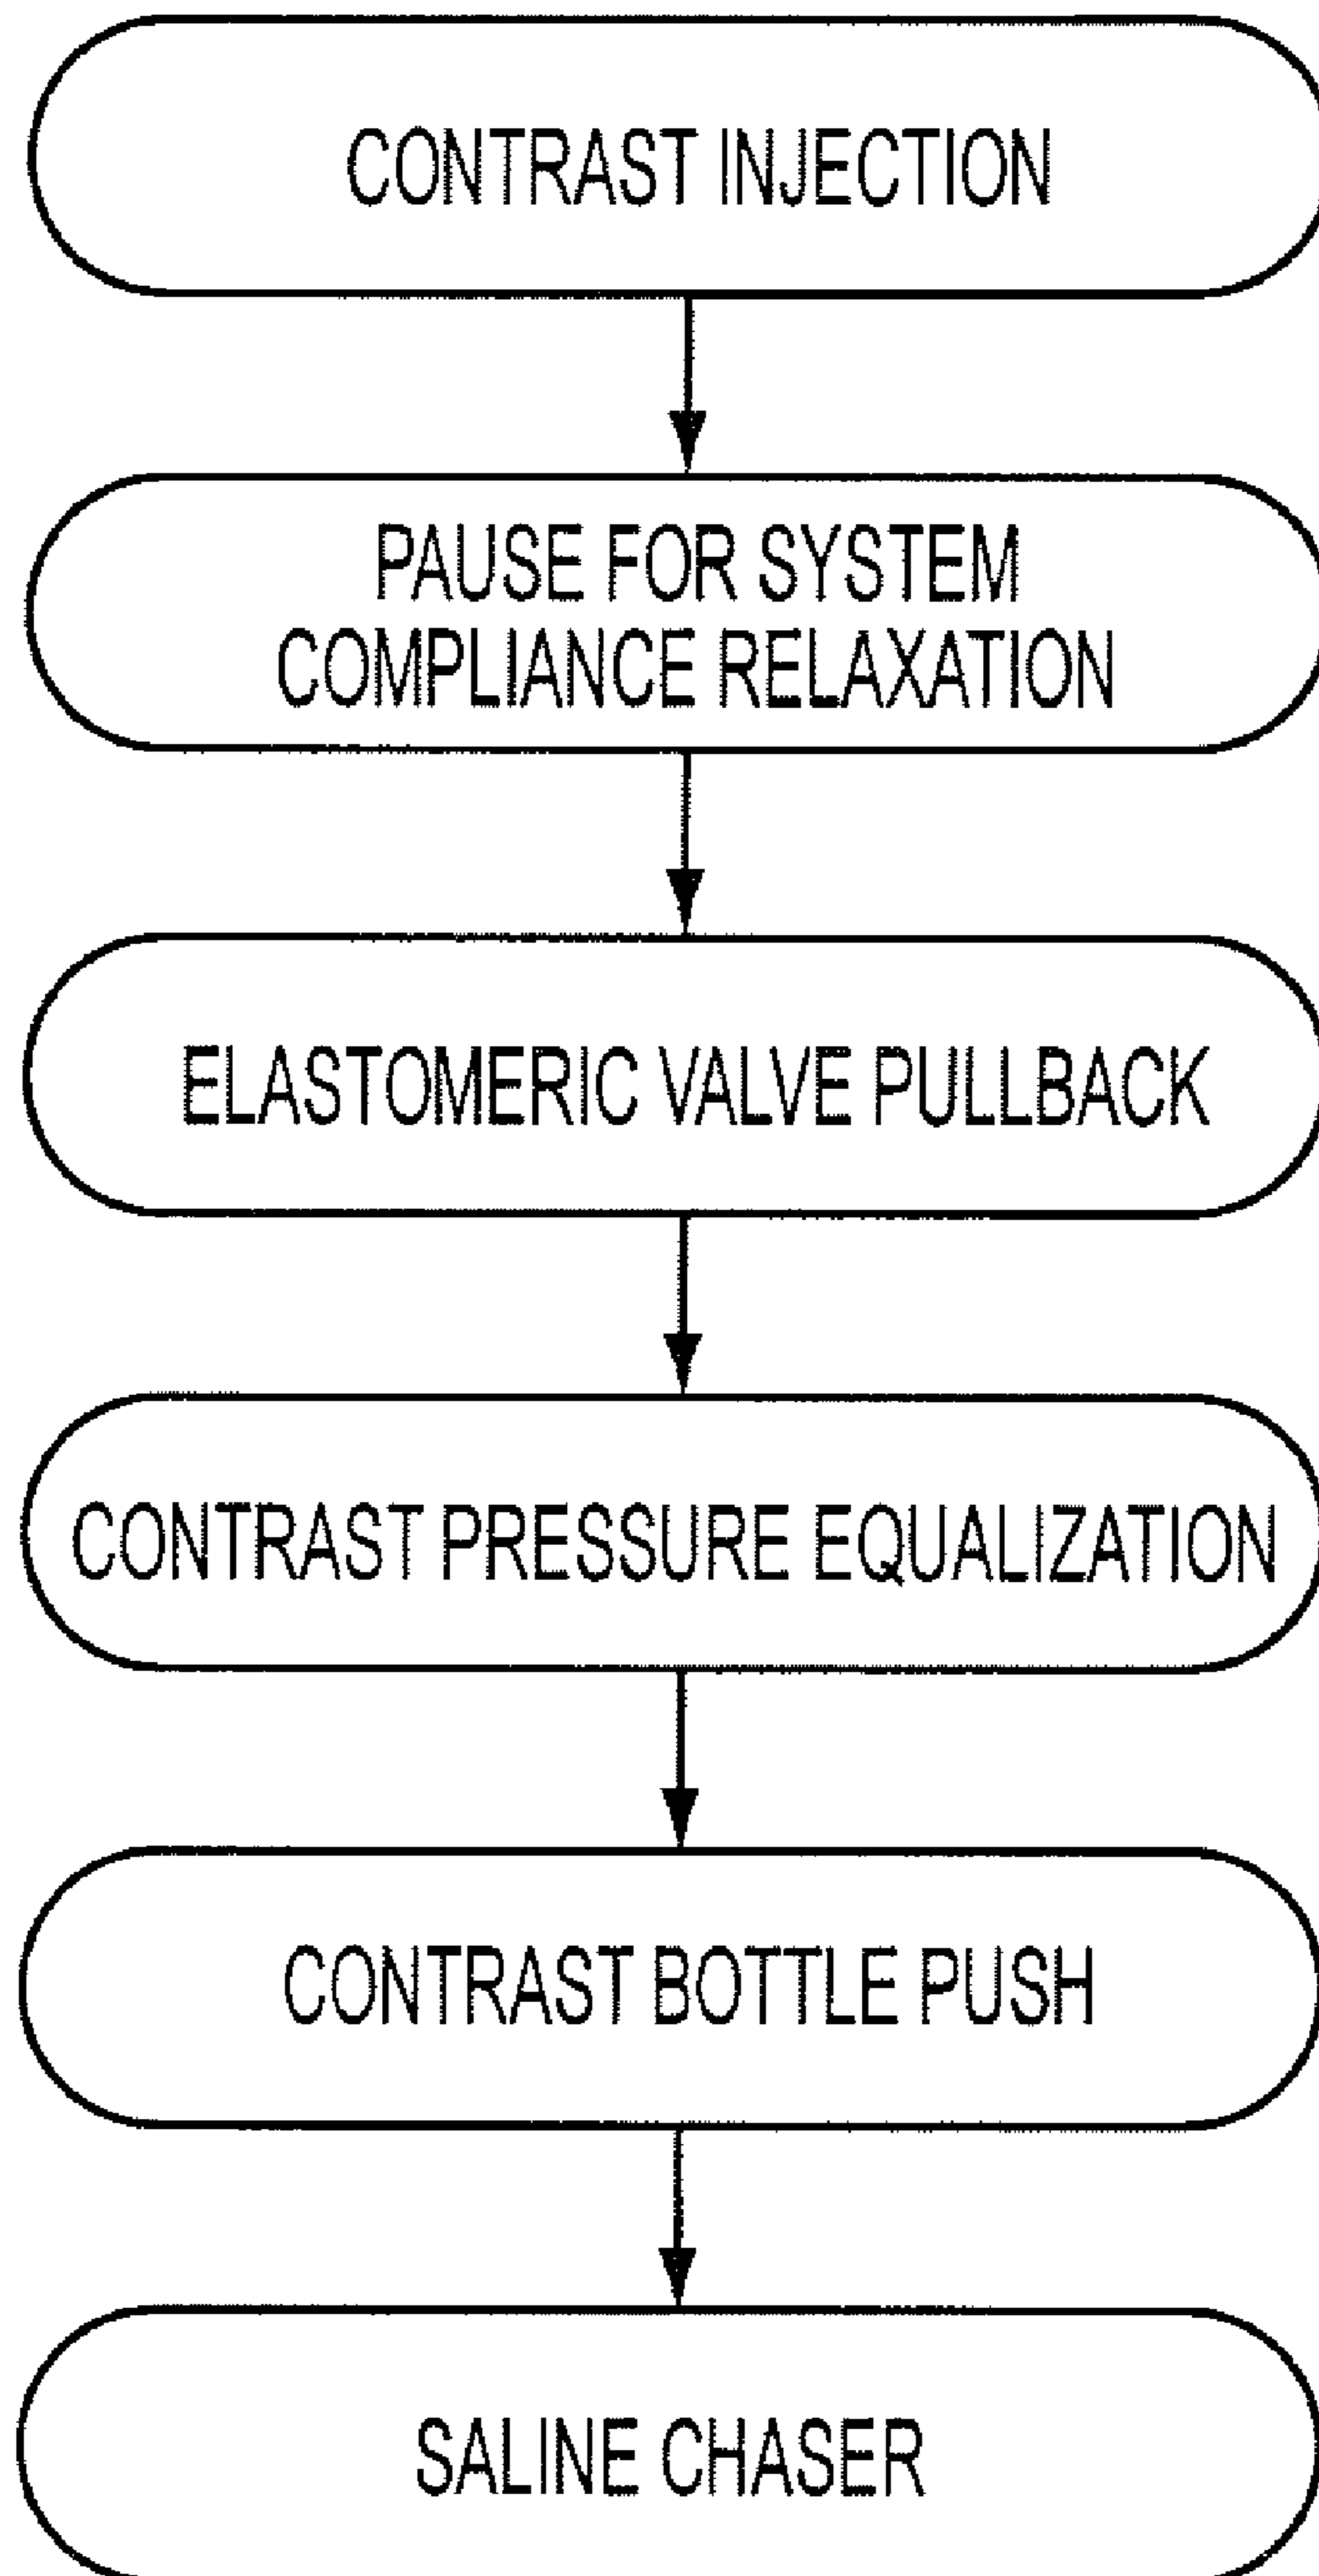 CONTRAST INJECTION
PAUSE FOR SYSTEM
COMPLIANCE RELAXATION
ELASTOMERIC VALVE PULLBACK
CONTRAST PRESSURE EQUALIZATION
CONTRAST BOTTLE PUSH
SALINE CHASER